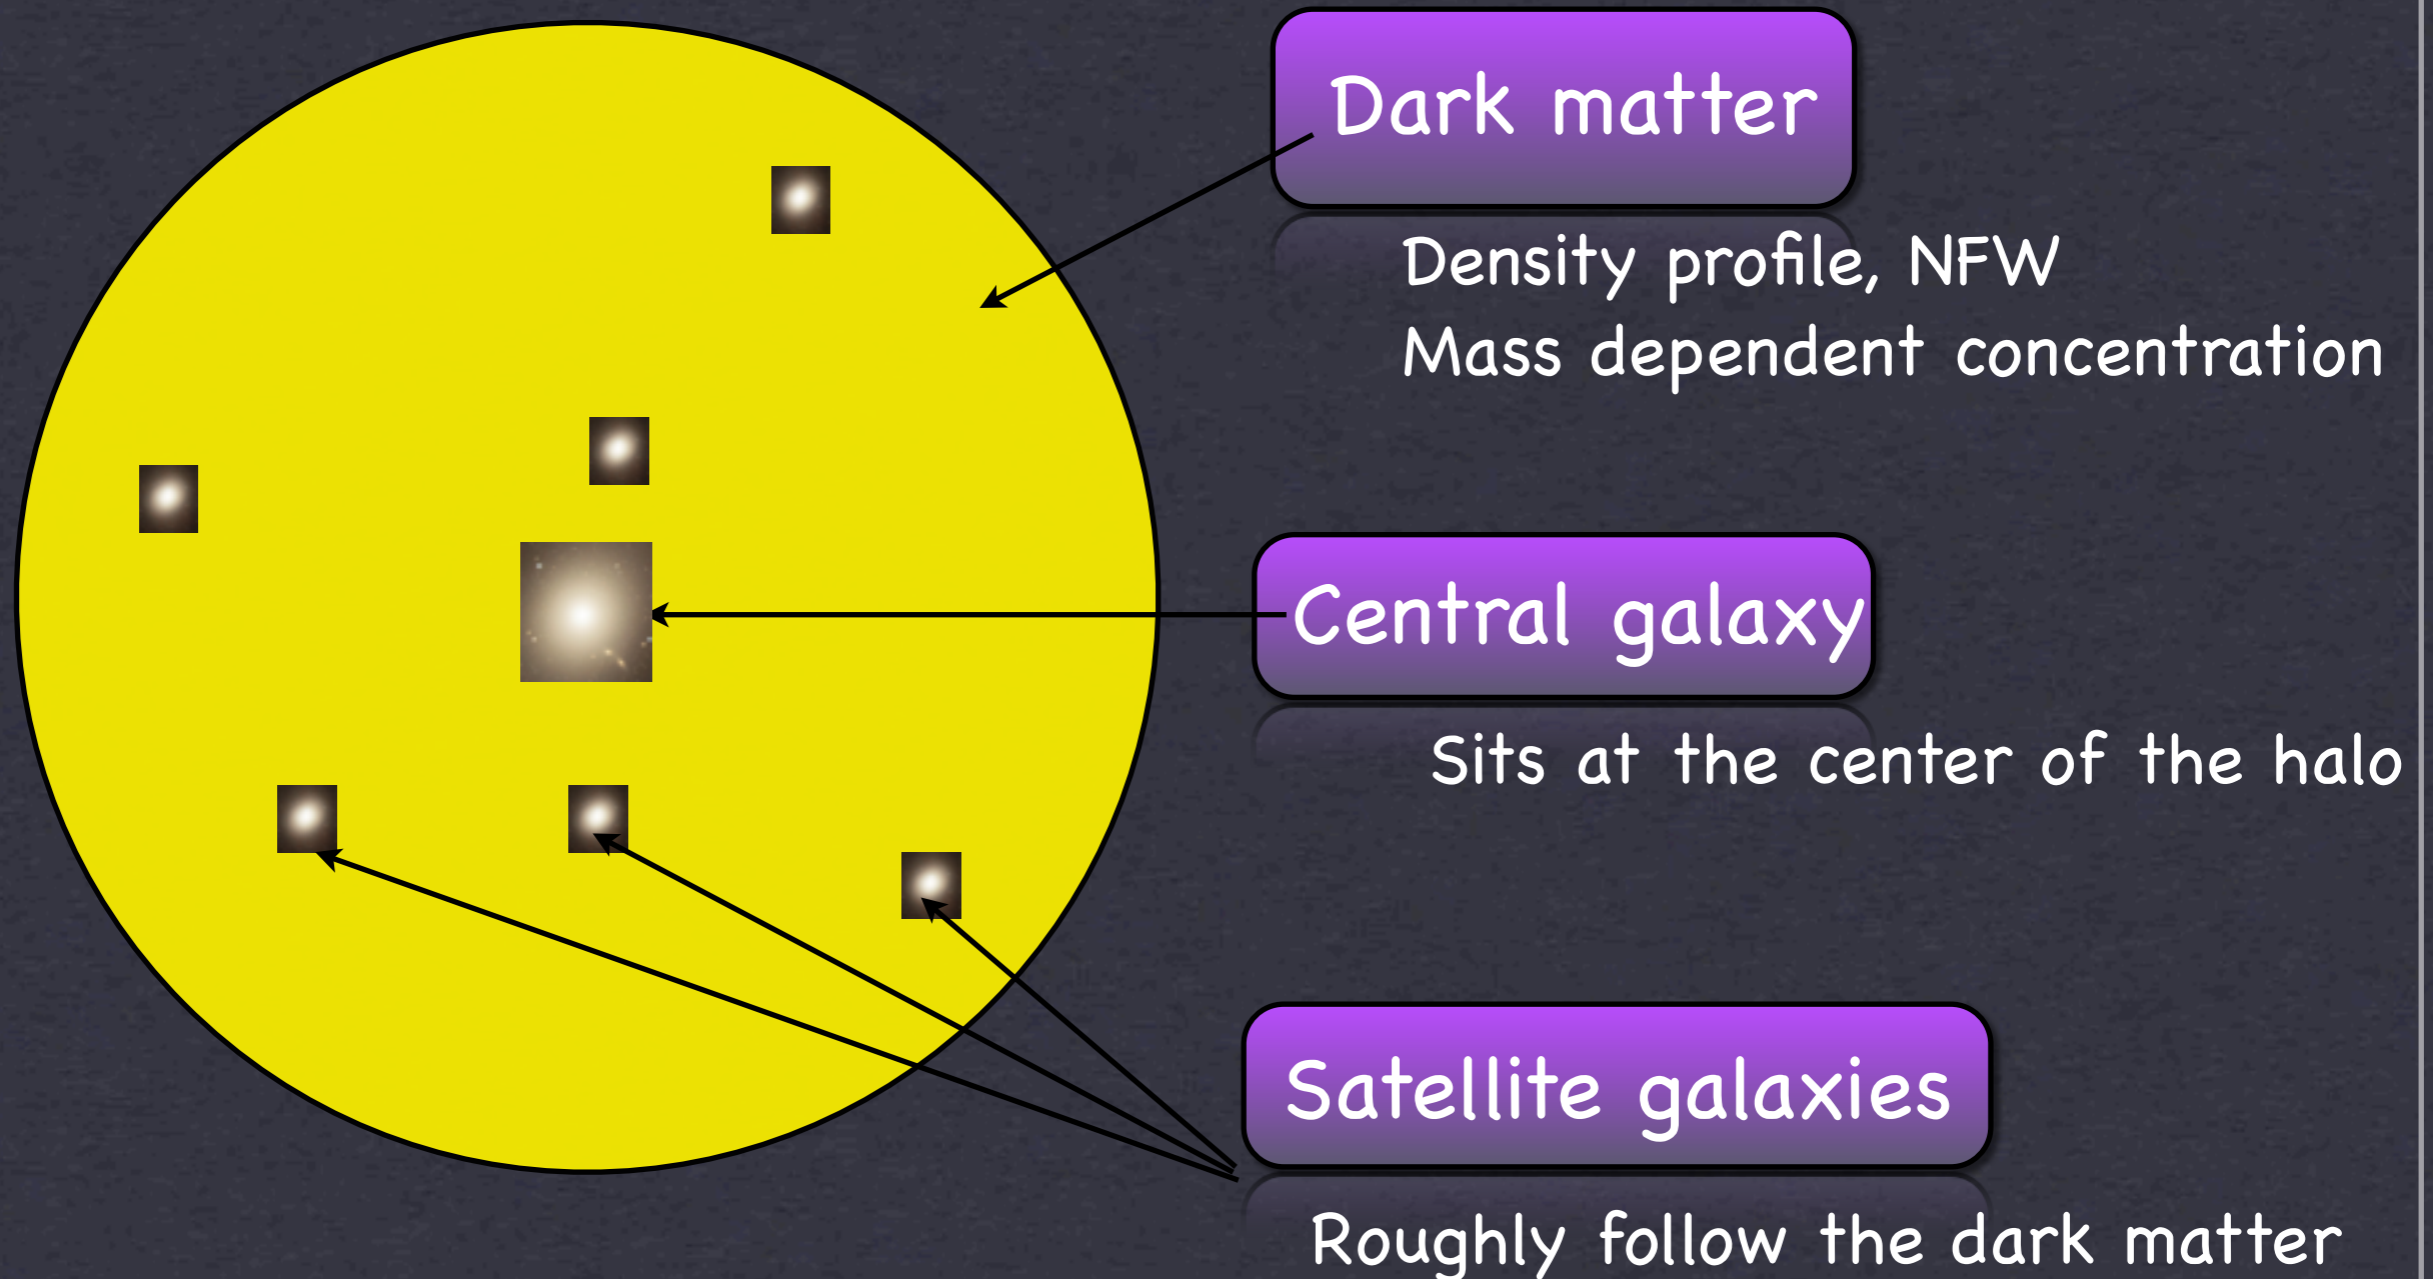 Dark matter
Density profile, NFW
Mass dependent concentration
Central galaxy
Sits at the center of the halo
Satellite galaxies
Roughly follow the dark matter